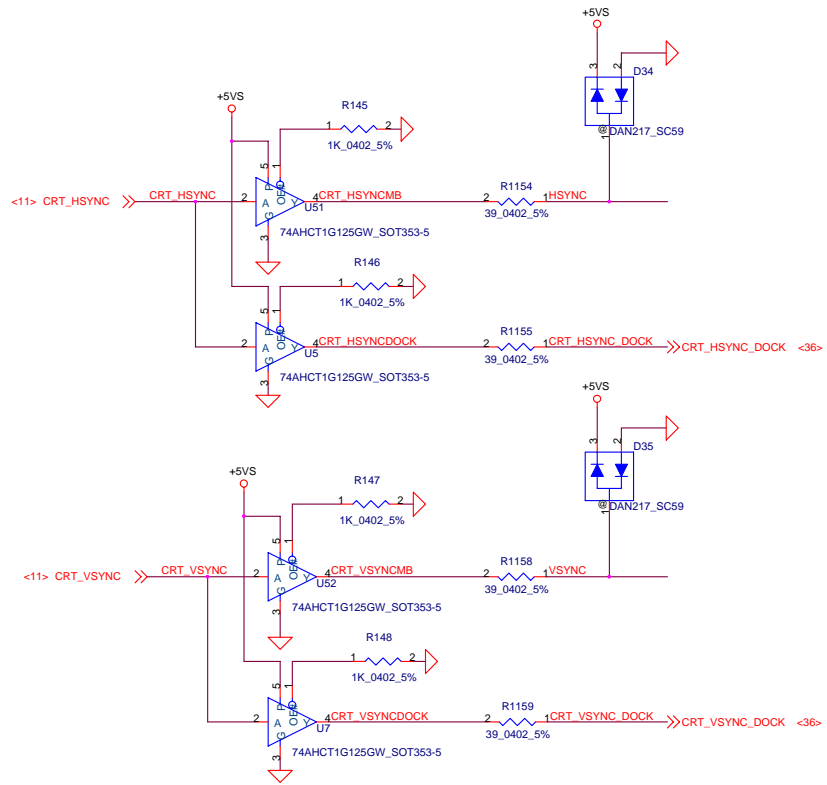 +5VS
3
2
D34
1
@DAN217_SC59
+5VS
R145
1
2
1K_0402_5%
5
1
P
OE#
<11> CRT_HSYNC
CRT_HSYNC
2
A
Y
4
CRT_HSYNCMB
G
U51
3
74AHCT1G125GW_SOT353-5
R1154
2
1
HSYNC
39_0402_5%
R146
1
2
1K_0402_5%
5
1
P
OE#
2
A
Y
4
CRT_HSYNCDOCK
G
U5
3
74AHCT1G125GW_SOT353-5
R1155
2
1
CRT_HSYNC_DOCK
CRT_HSYNC_DOCK <36>
39_0402_5%
+5VS
3
2
D35
1
@DAN217_SC59
+5VS
R147
1
2
1K_0402_5%
5
1
P
OE#
<11> CRT_VSYNC
CRT_VSYNC
2
A
Y
4
CRT_VSYNCMB
G
U52
3
74AHCT1G125GW_SOT353-5
R1158
2
1
VSYNC
39_0402_5%
R148
1
2
1K_0402_5%
5
1
P
OE#
2
A
Y
4
CRT_VSYNCDOCK
G
U7
3
74AHCT1G125GW_SOT353-5
R1159
2
1
CRT_VSYNC_DOCK
CRT_VSYNC_DOCK <36>
39_0402_5%